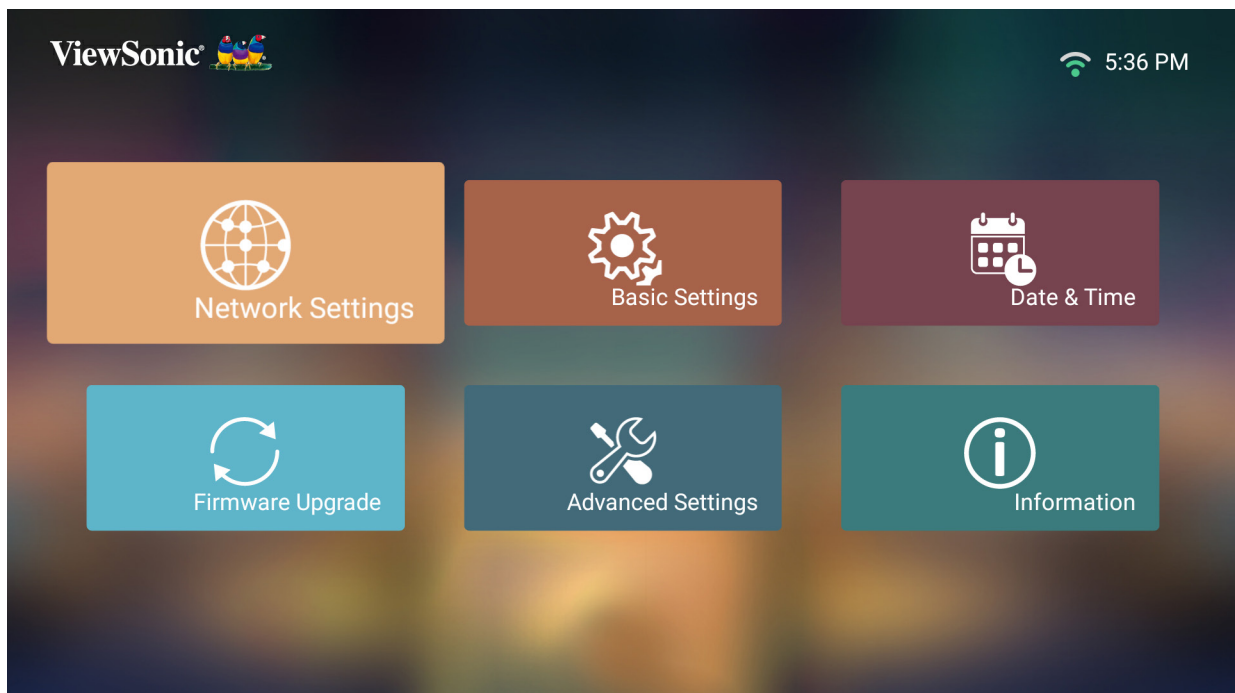 ViewSonic®
5:36 PM
Network Settings
Basic Settings
Date & Time
Firmware Upgrade
Advanced Settings
Information